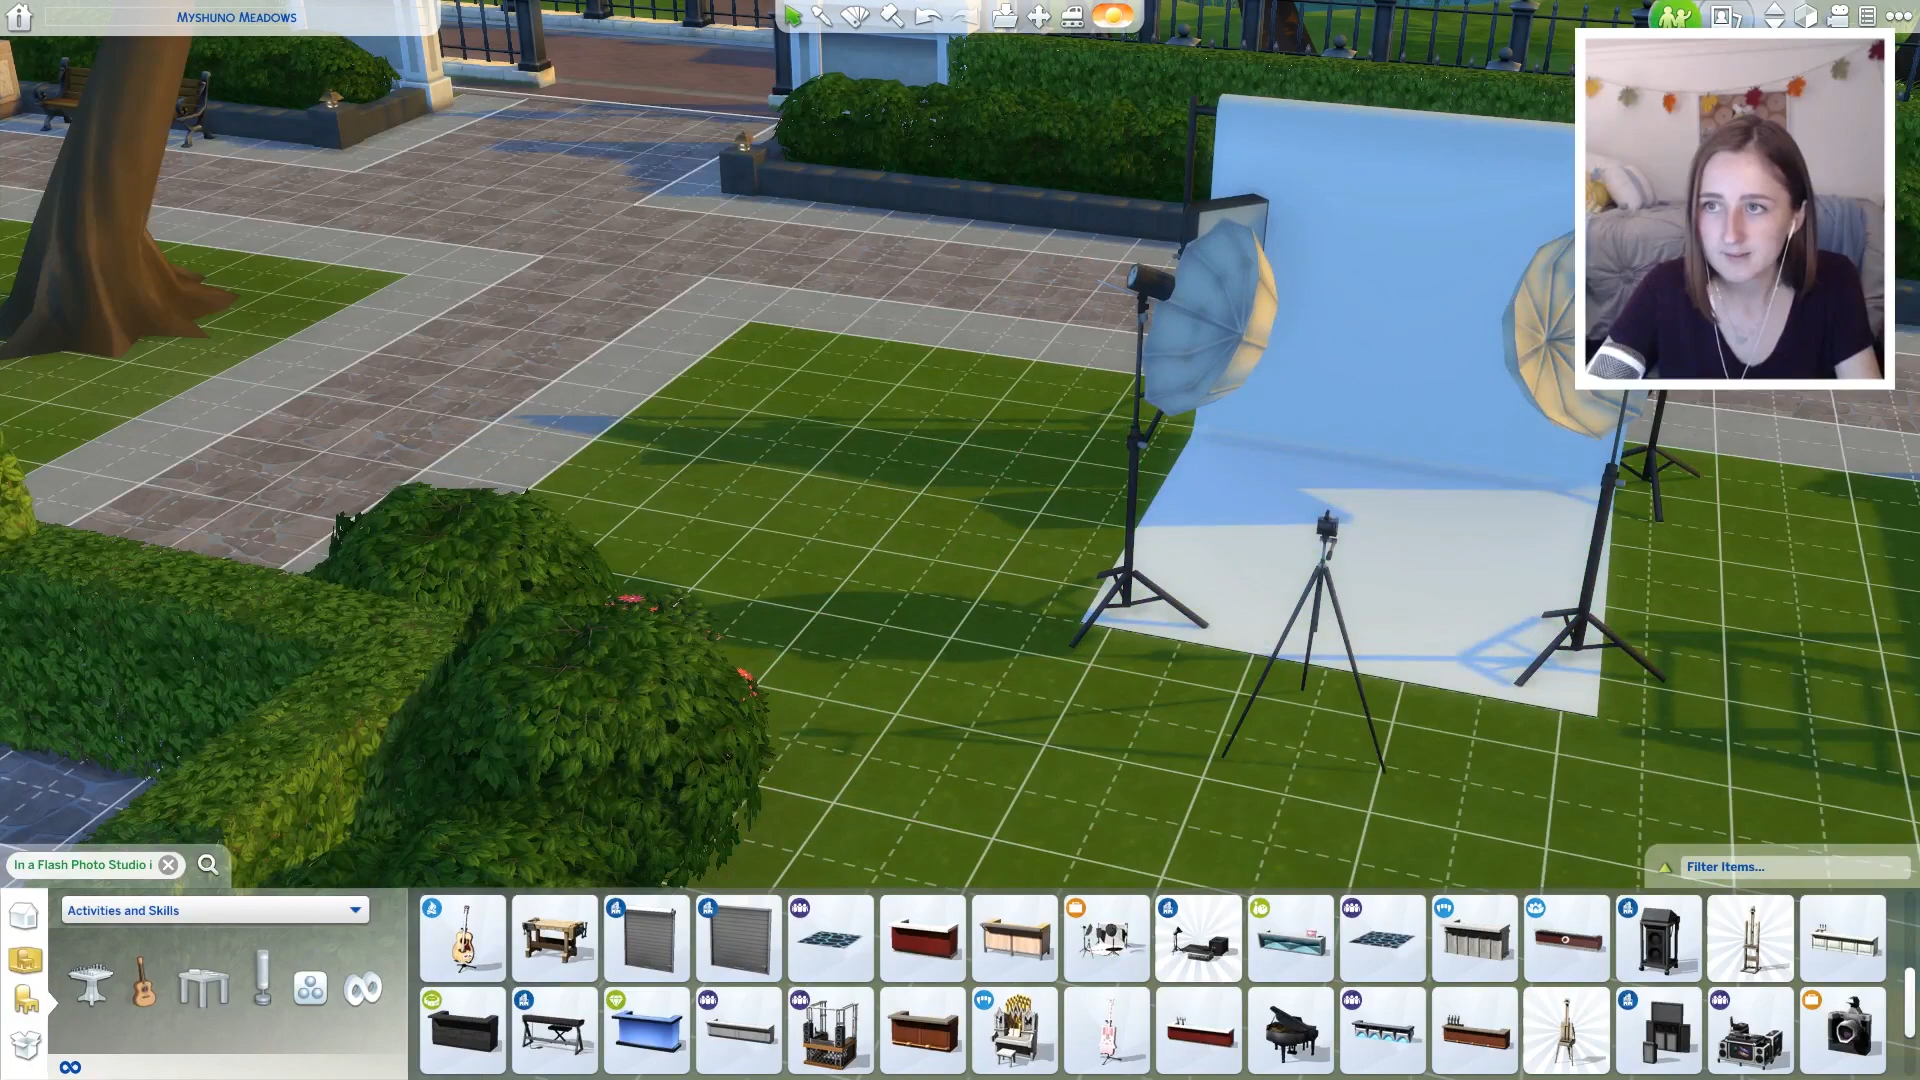 Myshuno Meadows
In a Flash Photo Studio i
Filter Items...
Activities and Skills